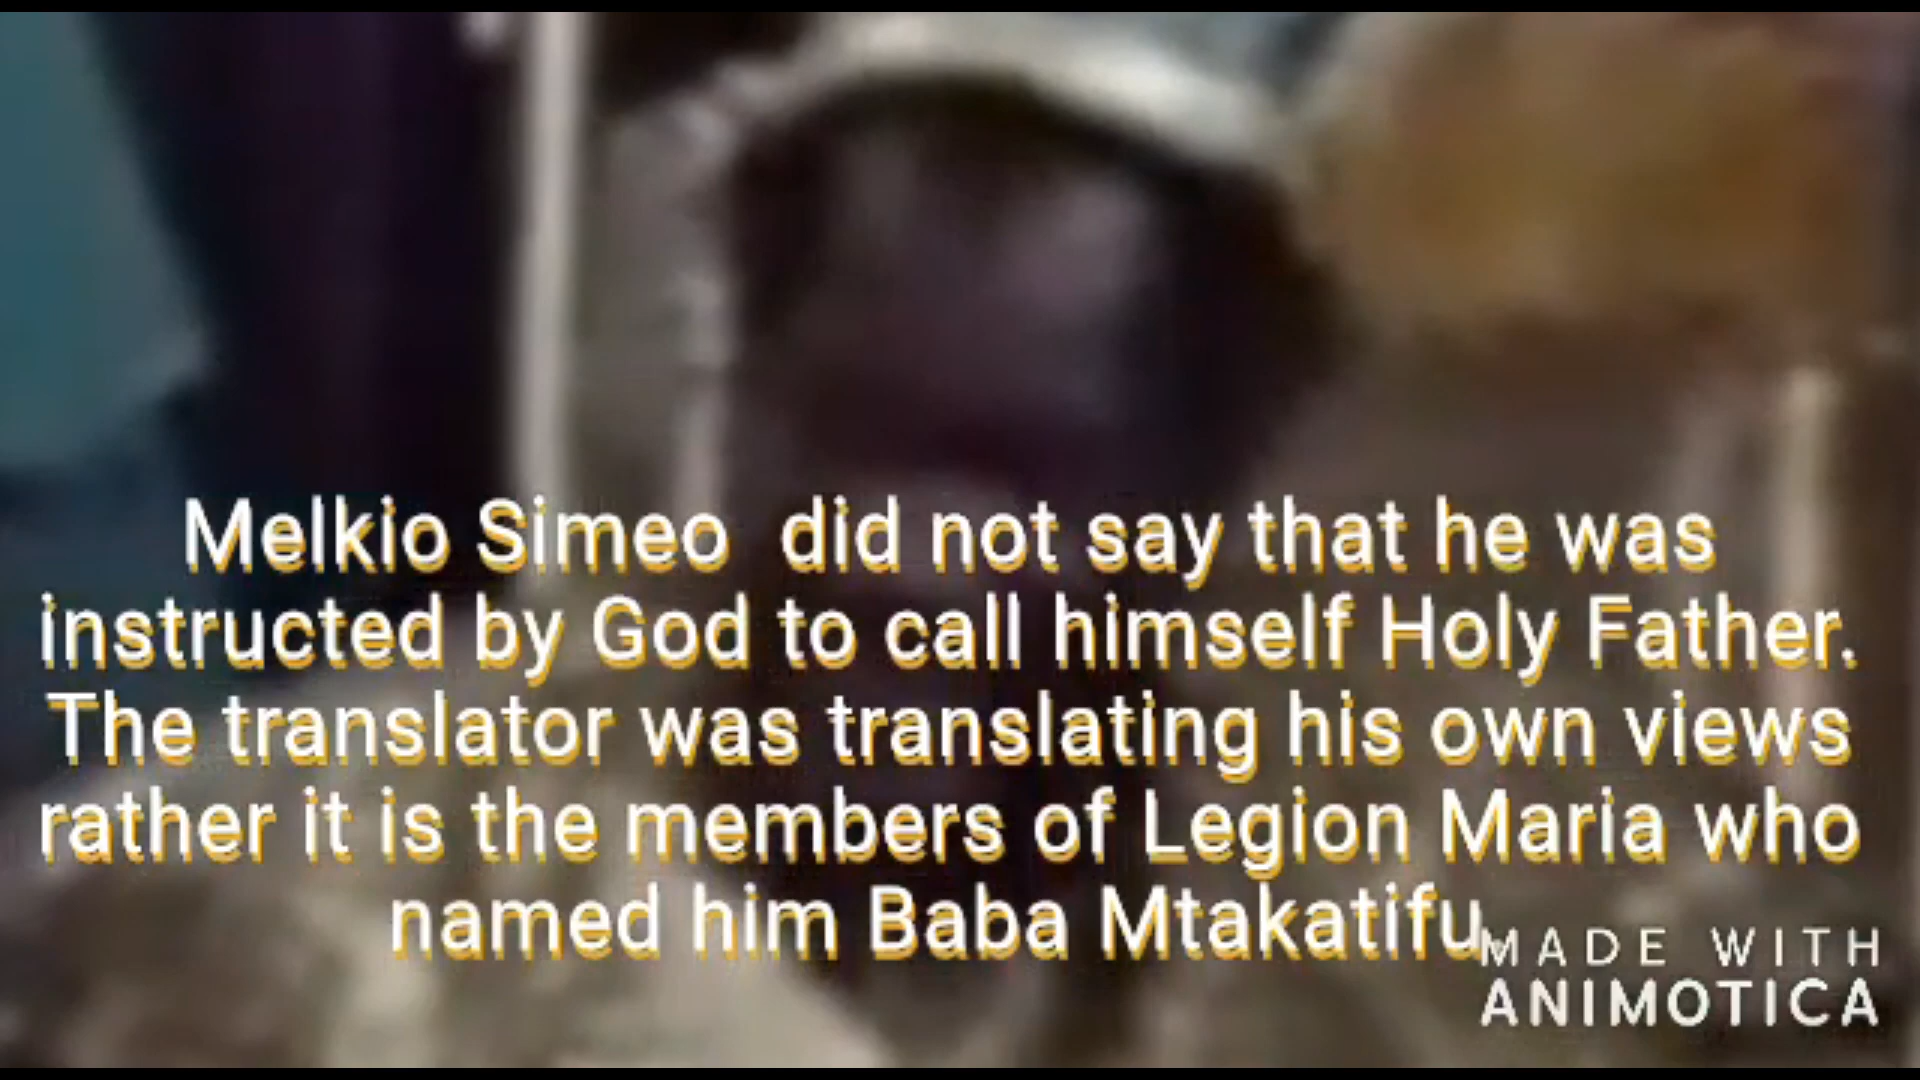 Melkio Simeo did not say that he was
instructed by God to call himself Holy Father.
The translator was translating his own views
rather it is the members of Legion Maria who
named him Baba Mtakatifu.
MADE WITH
ANIMOTICA